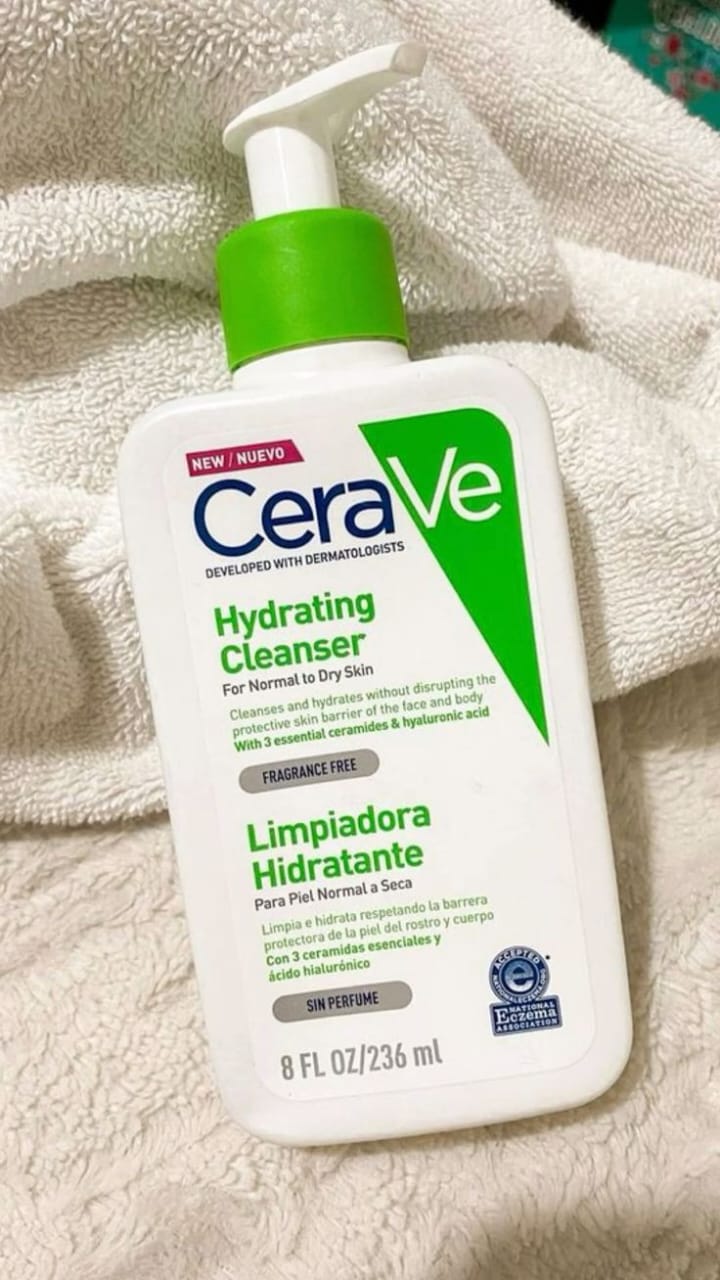 NEW / NUEVO
CeraVe
DEVELOPED WITH DERMATOLOGISTS
Hydrating
Cleanser
For Normal to Dry Skin
Cleanses and hydrates without disrupting the
protective skin barrier of the face and body
With 3 essential ceramides & hyaluronic acid
FRAGRANCE FREE
Limpiadora
Hidratante
Para Piel Normal a Seca
Limpia e hidrata respetando la barrera
protectora de la piel del rostro y cuerpo
Con 3 ceramidas esenciales y
ácido hialurónico
SIN PERFUME
ACCEPTED
e
NATIONAL
Eczema
ASSOCIATION
8 FL OZ/236 ml